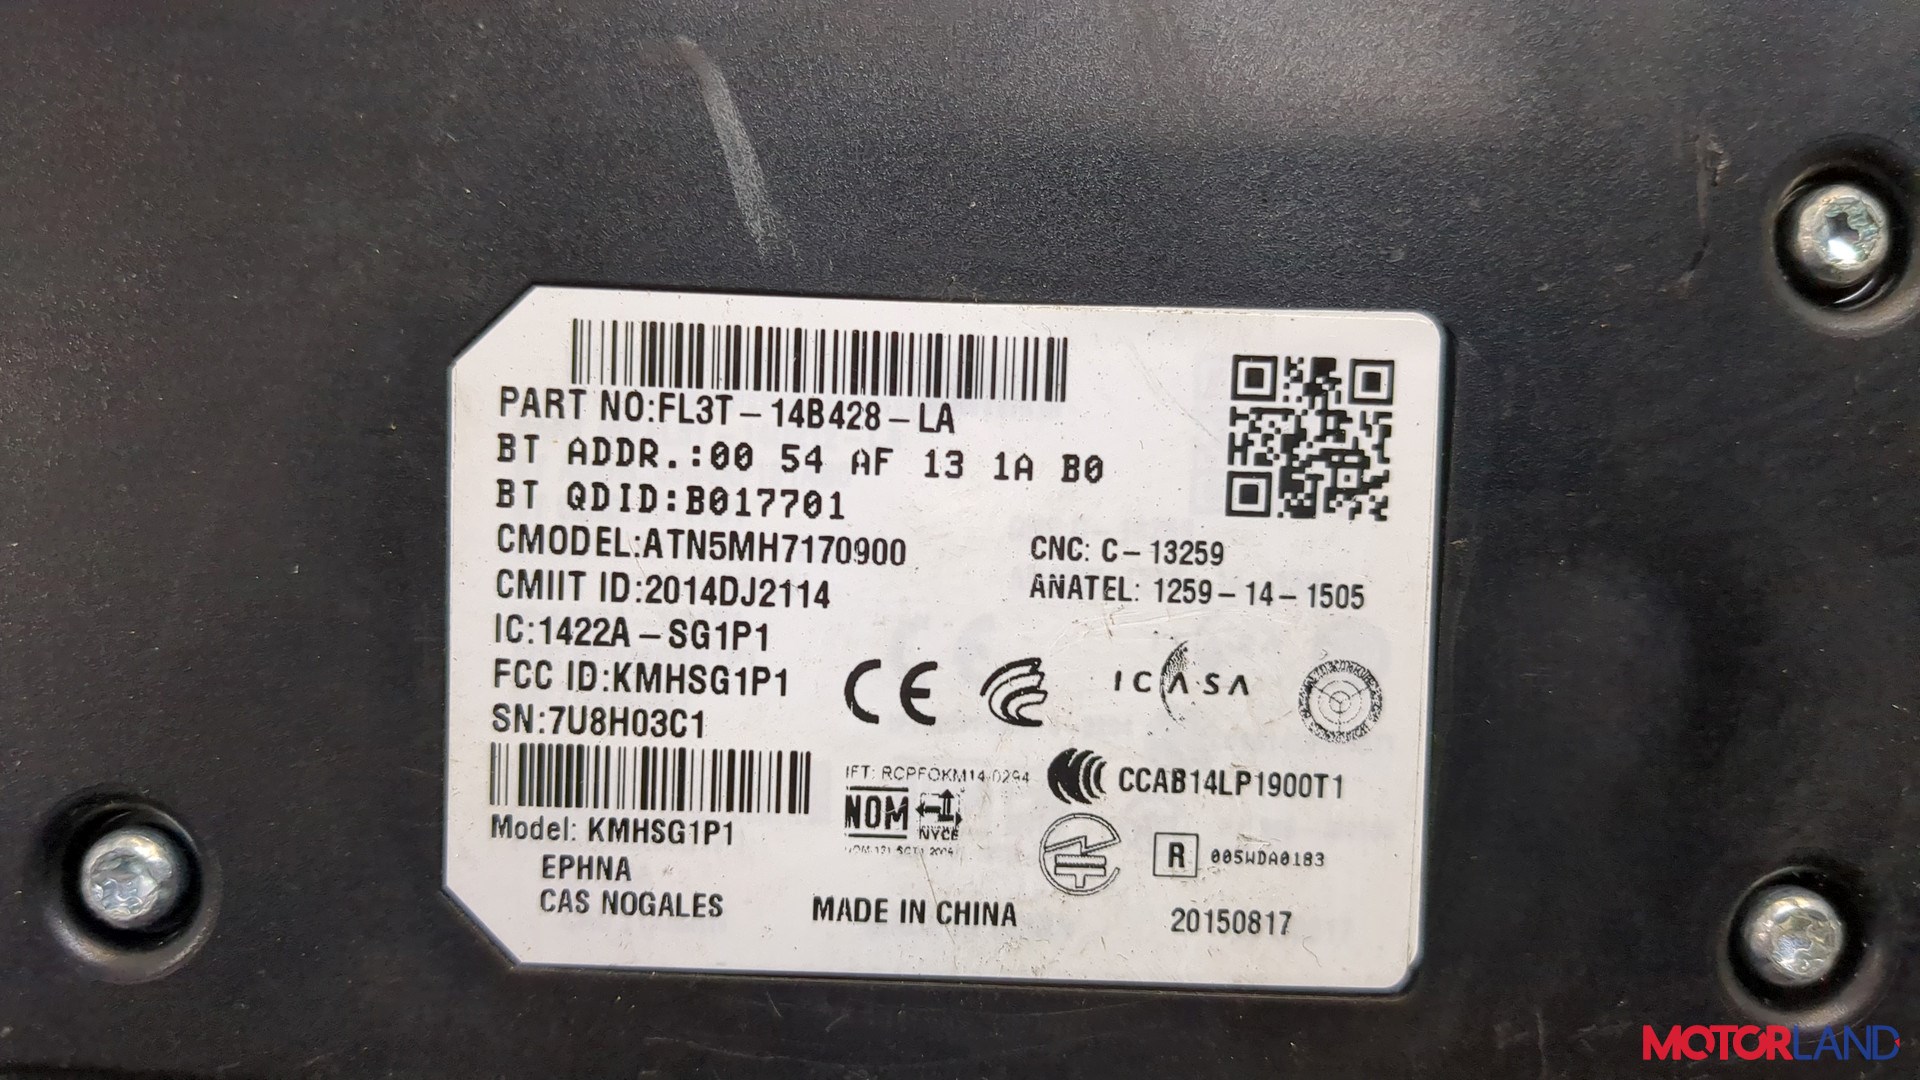 PART NO:FL3T-14B428-LA
BT ADDR.:00 54 AF 13 1A B0
BT QDID:B017701
CMODEL:ATN5MH7170900
CNC: C-13259
CMIIT ID:2014DJ2114
ANATEL: 1259-14-1505
IC:1422A-SG1P1
FCC ID:KMHSG1P1
CE
ICASA
SN:7U8H03C1
IFT: RCPFOKM14-0294
CCAB14LP1900T1
NOM
NYCE
Model: KMHSG1P1
R 005WDA0183
EPHNA
CAS NOGALES
MADE IN CHINA
20150817
MOTORLAND